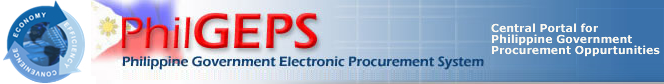 ECONOMY
EFFICIENCY
CONVENIENCE
PhilGEPS
Philippine Government Electronic Procurement System
Central Portal for
Philippine Government
Procurement Oppurtunities